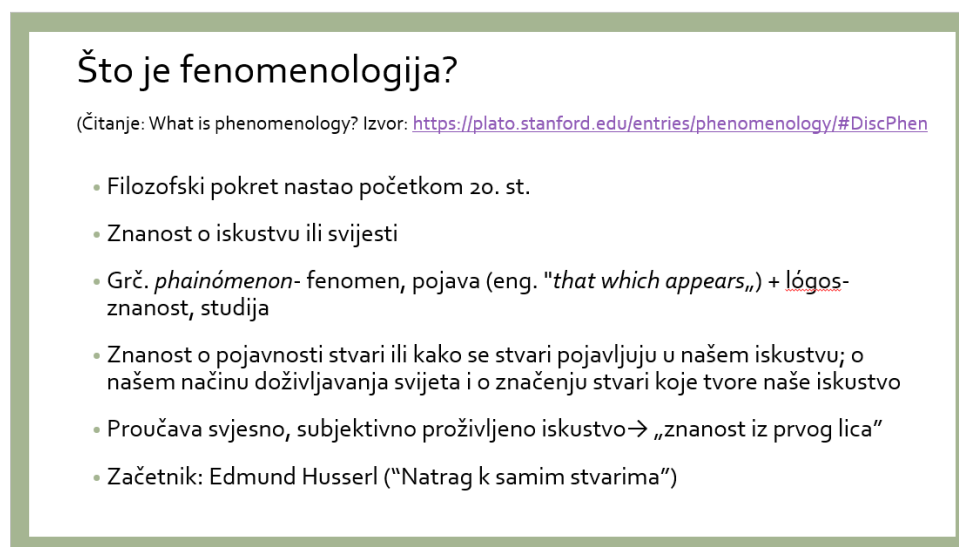 Što je fenomenologija?
(Čitanje: What is phenomenology? Izvor: https://plato.stanford.edu/entries/phenomenology/#DiscPhen
• Filozofski pokret nastao početkom 20. st.
• Znanost o iskustvu ili svijesti
• Grč. phainómenon- fenomen, pojava (eng. "that which appears„) + lógos-
znanost, studija
• Znanost o pojavnosti stvari ili kako se stvari pojavljuju u našem iskustvu; o
našem načinu doživljavanja svijeta i o značenju stvari koje tvore naše iskustvo
• Proučava svjesno, subjektivno proživljeno iskustvo→ „znanost iz prvog lica”
• Začetnik: Edmund Husserl (“Natrag k samim stvarima”)